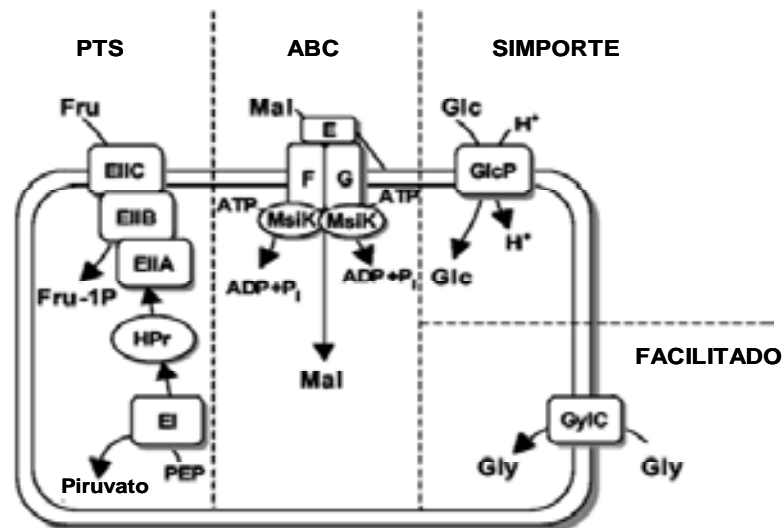 PTS
ABC
SIMPORTE
Fru
Mal
Glc
H⁺
E
EIIC
F
G
GlcP
ATP
ATP
EIIB
MsiK
MsiK
H⁺
EIIA
Glc
Fru-1P
ADP+Pi
ADP+Pi
HPr
FACILITADO
Mal
EI
GylC
Gly
Gly
PEP
Piruvato